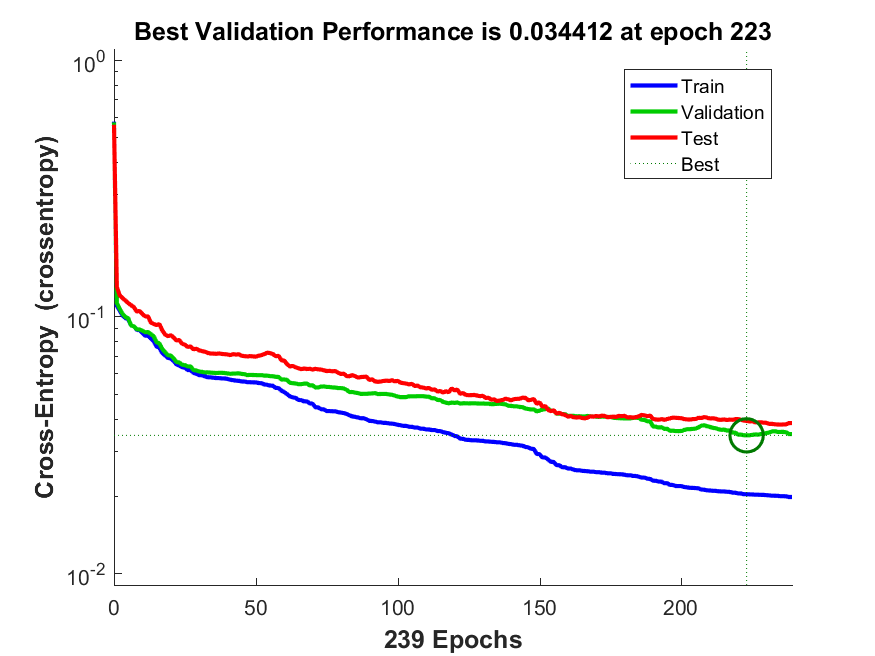 Best Validation Performance is 0.034412 at epoch 223
10^0
10^-1
10^-2
Cross-Entropy (crossentropy)
Train
Validation
Test
Best
0 50 100 150 200
239 Epochs